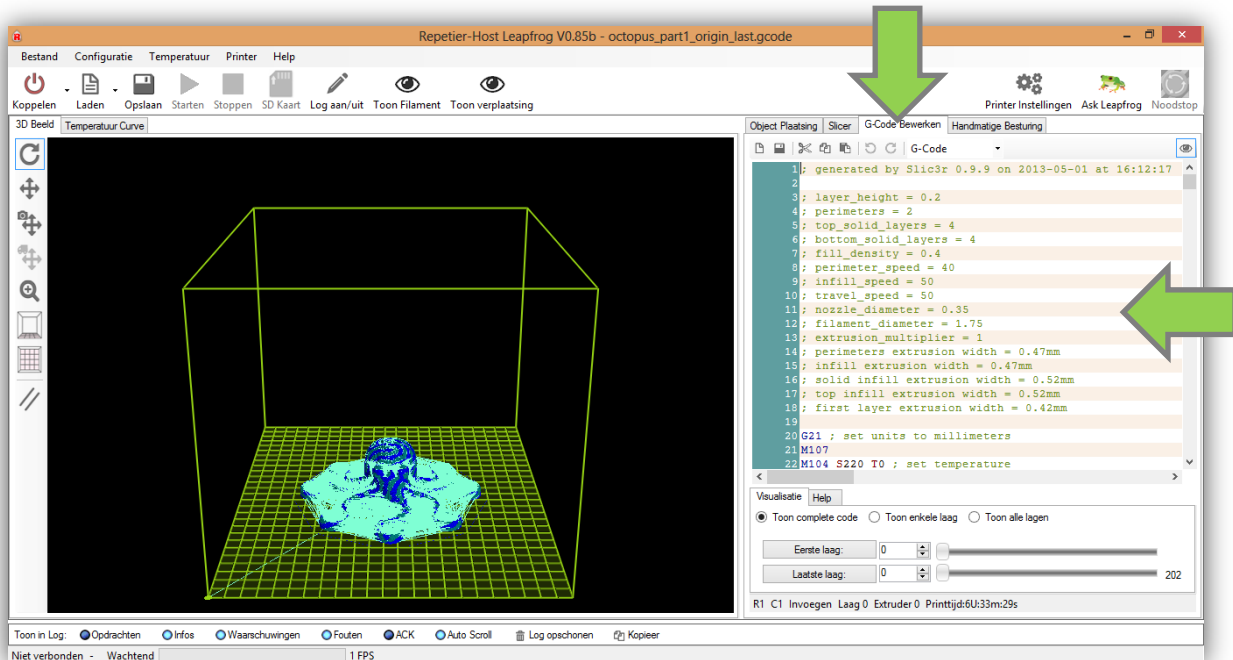 Repetier-Host Leapfrog V0.85b - octopus_part1_origin_last.gcode
Bestand Configuratie Temperatuur Printer Help
Koppelen Laden Opslaan Starten Stoppen SD Kaart Log aan/uit Toon Filament Toon verplaatsing Printer Instellingen Ask Leapfrog Noodstop
3D Beeld Temperatuur Curve
Object Plaatsing Slicer G-Code Bewerken Handmatige Besturing
G-Code
1 ; generated by Slic3r 0.9.9 on 2013-05-01 at 16:12:17
2
3 ; layer_height = 0.2
4 ; perimeters = 2
5 ; top_solid_layers = 4
6 ; bottom_solid_layers = 4
7 ; fill_density = 0.4
8 ; perimeter_speed = 40
9 ; infill_speed = 50
10 ; travel_speed = 50
11 ; nozzle_diameter = 0.35
12 ; filament_diameter = 1.75
13 ; extrusion_multiplier = 1
14 ; perimeters extrusion width = 0.47mm
15 ; infill extrusion width = 0.47mm
16 ; solid infill extrusion width = 0.52mm
17 ; top infill extrusion width = 0.52mm
18 ; first layer extrusion width = 0.42mm
19
20 G21 ; set units to millimeters
21 M107
22 M104 S220 T0 ; set temperature
Visualisatie Help
Toon complete code Toon enkele laag Toon alle lagen
Eerste laag: 0
Laatste laag: 0 202
R1 C1 Invoegen Laag 0 Extruder 0 Printtijd:6U:33m:29s
Toon in Log: Opdrachten Infos Waarschuwingen Fouten ACK Auto Scroll Log opschonen Kopieer
Niet verbonden - Wachtend 1 FPS